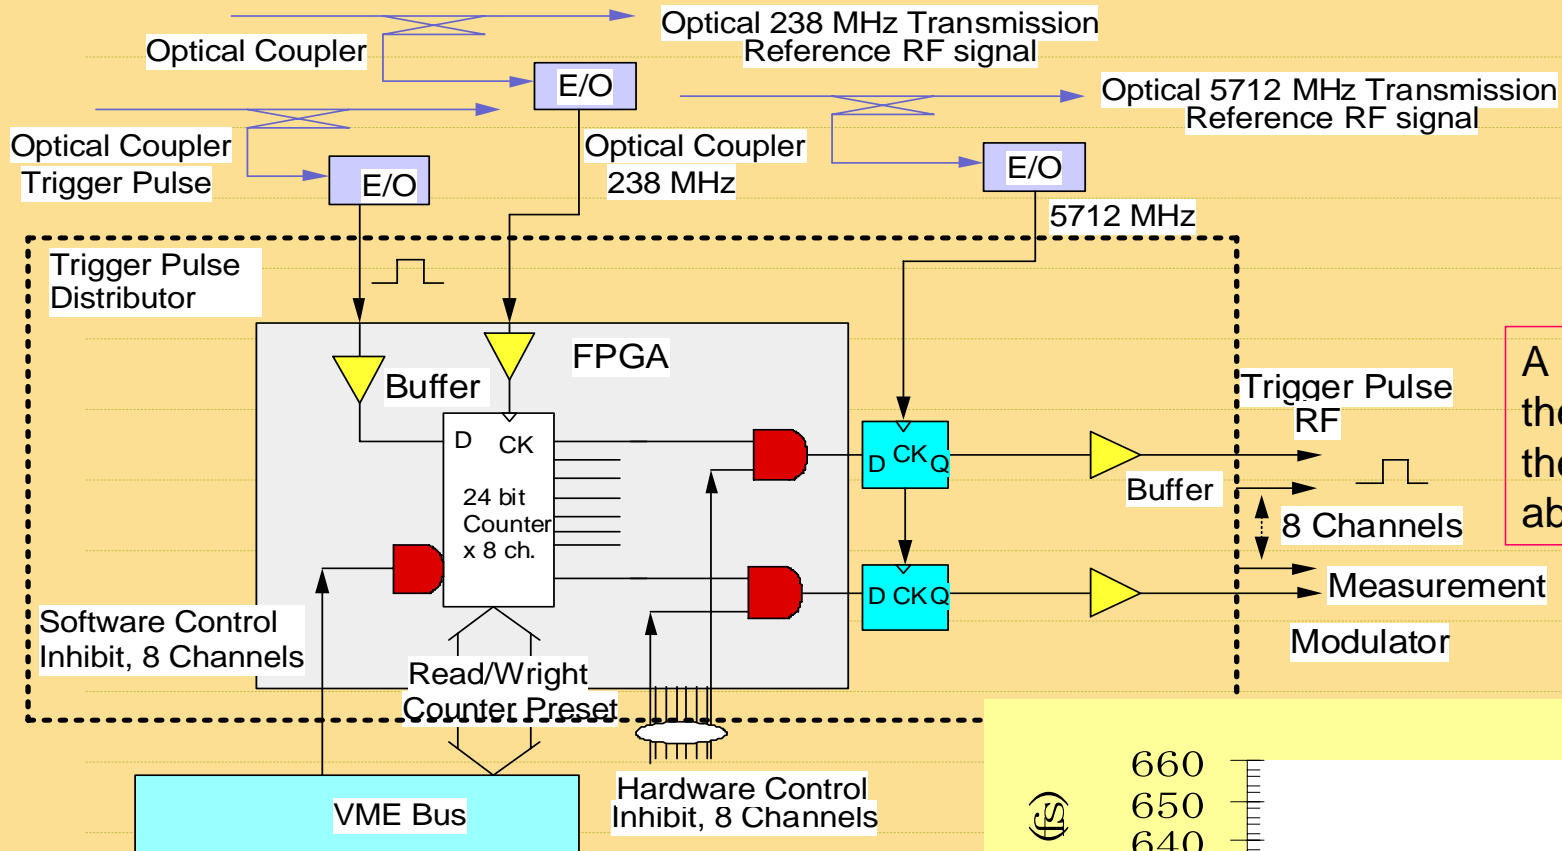 Optical 238 MHz Transmission
Reference RF signal
Optical Coupler
E/O
Optical 5712 MHz Transmission
Reference RF signal
Optical Coupler
Trigger Pulse
E/O
Optical Coupler
238 MHz
E/O
5712 MHz
Trigger Pulse
Distributor
FPGA
Buffer
D
CK
24 bit
Counter
x 8 ch.
D
CK
Q
Buffer
Trigger Pulse
RF
8 Channels
D
CK
Q
Measurement
Modulator
Software Control
Inhibit, 8 Channels
Read/Wright
Counter Preset
Hardware Control
Inhibit, 8 Channels
VME Bus
A
the
the
ab
660
650
640
(fs)